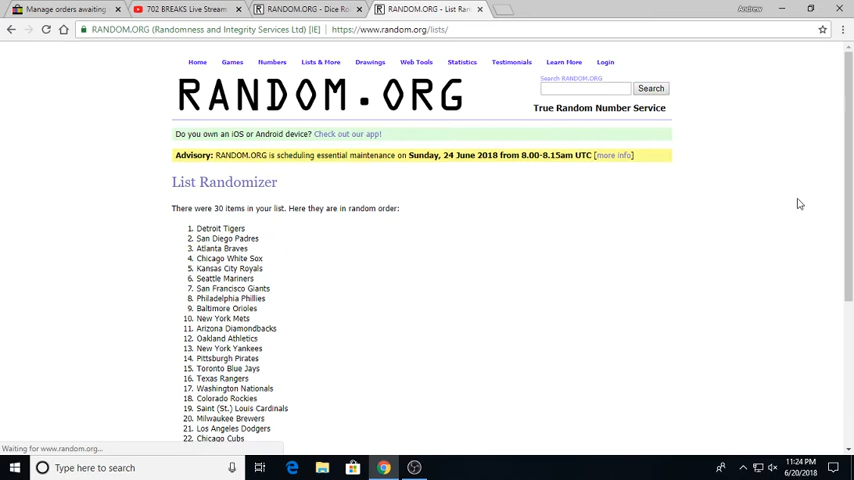 Manage orders awaiting
702 BREAKS Live Stream
RANDOM.ORG - Dice Ro
RANDOM.ORG - List Ran
Andrew
RANDOM.ORG (Randomness and Integrity Services Ltd) [IE]
https://www.random.org/lists/
Home Games Numbers Lists & More Drawings Web Tools Statistics Testimonials Learn More Login
Search RANDOM.ORG
RANDOM.ORG
Search
True Random Number Service
Do you own an iOS or Android device? Check out our app!
Advisory: RANDOM.ORG is scheduling essential maintenance on Sunday, 24 June 2018 from 8.00-8.15am UTC [more info]
List Randomizer
There were 30 items in your list. Here they are in random order:
1. Detroit Tigers
2. San Diego Padres
3. Atlanta Braves
4. Chicago White Sox
5. Kansas City Royals
6. Seattle Mariners
7. San Francisco Giants
8. Philadelphia Phillies
9. Baltimore Orioles
10. New York Mets
11. Arizona Diamondbacks
12. Oakland Athletics
13. New York Yankees
14. Pittsburgh Pirates
15. Toronto Blue Jays
16. Texas Rangers
17. Washington Nationals
18. Colorado Rockies
19. Saint (St.) Louis Cardinals
20. Milwaukee Brewers
21. Los Angeles Dodgers
22. Chicago Cubs
Waiting for www.random.org...
Type here to search
11:24 PM
6/20/2018